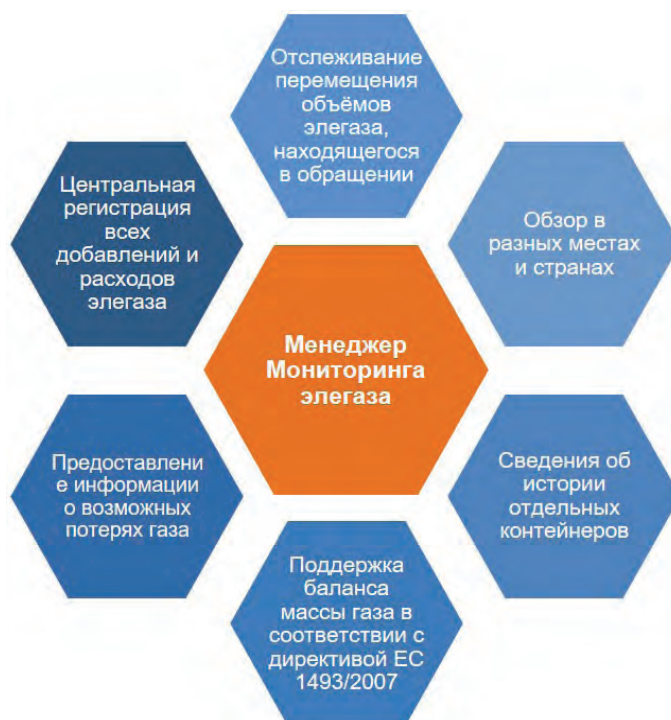 Отслеживание
перемещения
объёмов
элегаза,
находящегося
в обращении
Центральная
регистрация
всех
добавлений и
расходов
элегаза
Обзор в
разных местах
и странах
Менеджер
Мониторинга
элегаза
Предоставлени
е информации
о возможных
потерях газа
Сведения об
истории
отдельных
контейнеров
Поддержка
баланса
массы газа в
соответствии с
директивой ЕС
1493/2007